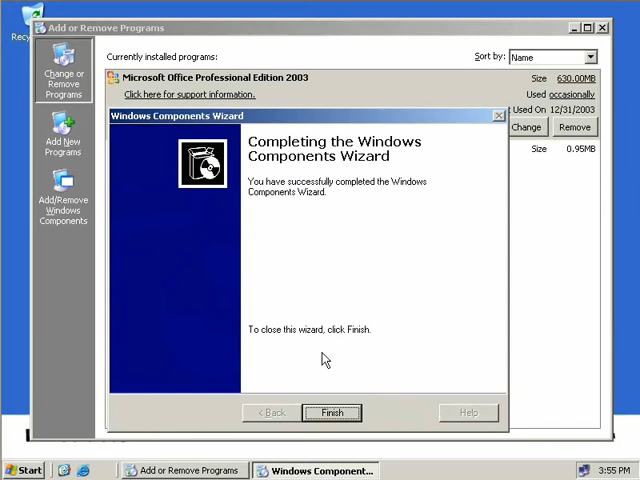 Recy
Add or Remove Programs
Currently installed programs:
Sort by:
Name
Change or
Remove
Programs
Microsoft Office Professional Edition 2003
Size
630.00MB
Click here for support information.
Used
occasionally
t Used On
12/31/2003
Change
Remove
Size
0.95MB
Add New
Programs
Add/Remove
Windows
Components
Windows Components Wizard
Completing the Windows
Components Wizard
You have successfully completed the Windows
Components Wizard.
To close this wizard, click Finish.
< Back
Finish
Help
Start
Add or Remove Programs
Windows Component...
3:55 PM